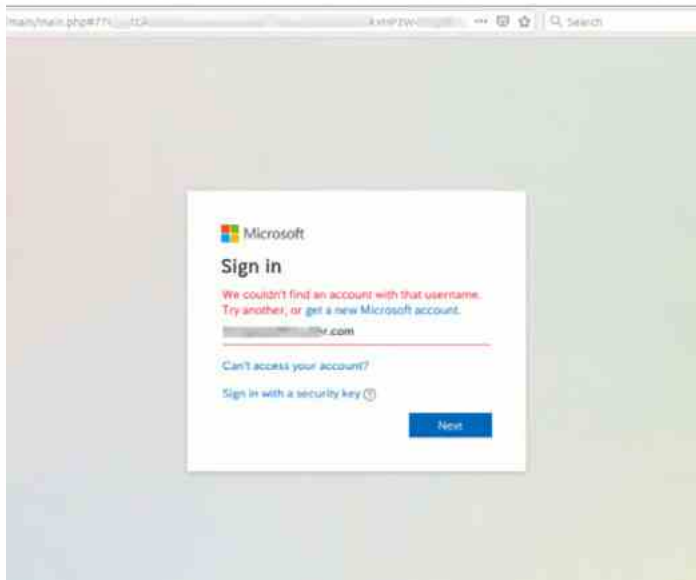 main/main.php#
Search
Microsoft
Sign in
We couldn't find an account with that username.
Try another, or get a new Microsoft account.
r.com
Can't access your account?
Sign in with a security key
Next